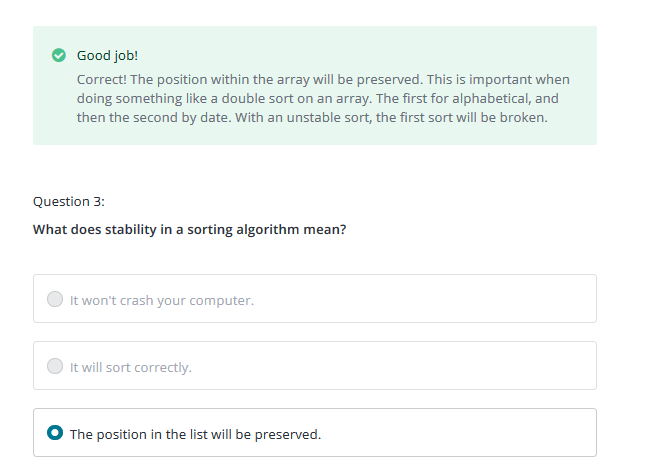 Good job!
Correct! The position within the array will be preserved. This is important when
doing something like a double sort on an array. The first for alphabetical, and
then the second by date. With an unstable sort, the first sort will be broken.
Question 3:
What does stability in a sorting algorithm mean?
It won't crash your computer.
It will sort correctly.
The position in the list will be preserved.